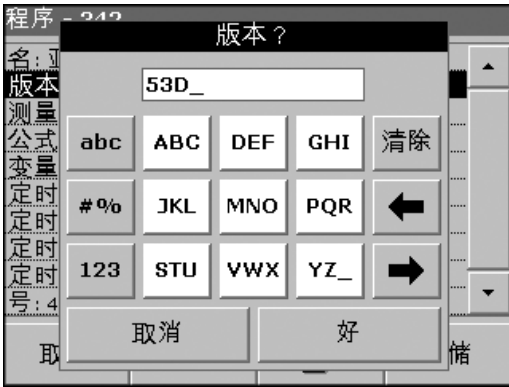 程序 - 343
版本？
名:
53D_
版本
测量
公式
变量
定时
定时
定时
定时
号:4
abc ABC DEF GHI 清除
#% JKL MNO PQR
123 STU VWX YZ_
取消 好
取 储